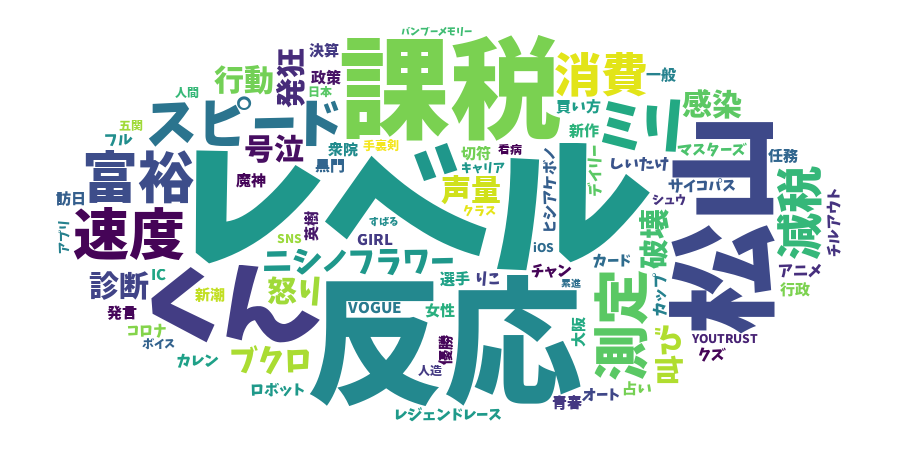 バンブーメモリー
決算
課税
消費
一般
行動
発狂
政策
日本
人間
スピード
買い方
ミリ
感染
五関
フル
号泣
衆院
手裏剣
切符
看病
新作
マスターズ
富裕
黒門
キャリア
しいたけ
任務
魔神
レベル
声量
クラス
ヒシアケボノ
デイリー
サイコパス
松山
減税
訪日
速度
英樹
すばる
シュウ
チルアウト
アプリ
SNS
GIRL
iOS
破壊
ニシノフラワー
カード
アニメ
診断
IC
くん
新潮
怒り
選手
りこ
チャン
素進
測定
カップ
行政
発言
VOGUE
反応
女性
コロナ
ボイス
大阪
YOUTRUST
クズ
カレン
ブクロ
優勝
人造
叫び
ロボット
青春
オート
占い
レジェンドレース